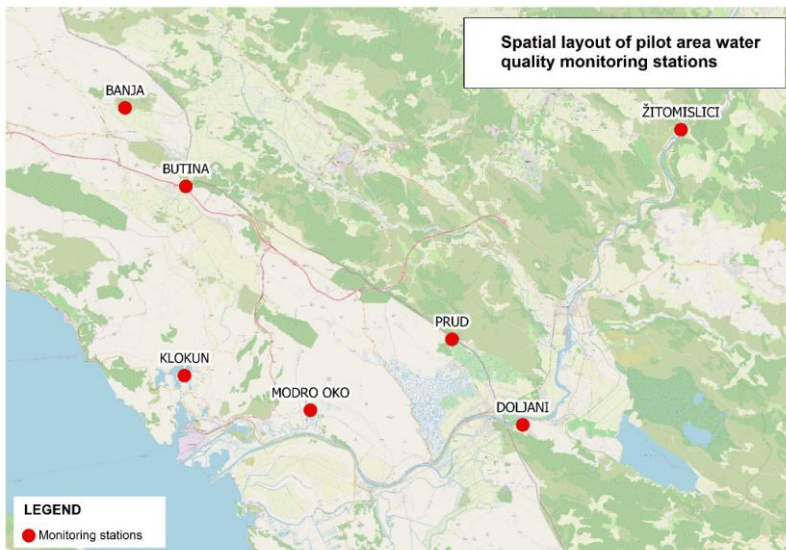 Spatial layout of pilot area water
quality monitoring stations
BANJA
ŽITOMISLICI
BUTINA
PRUD
KLOKUN
MODRO OKO
DOLJANI
LEGEND
Monitoring stations